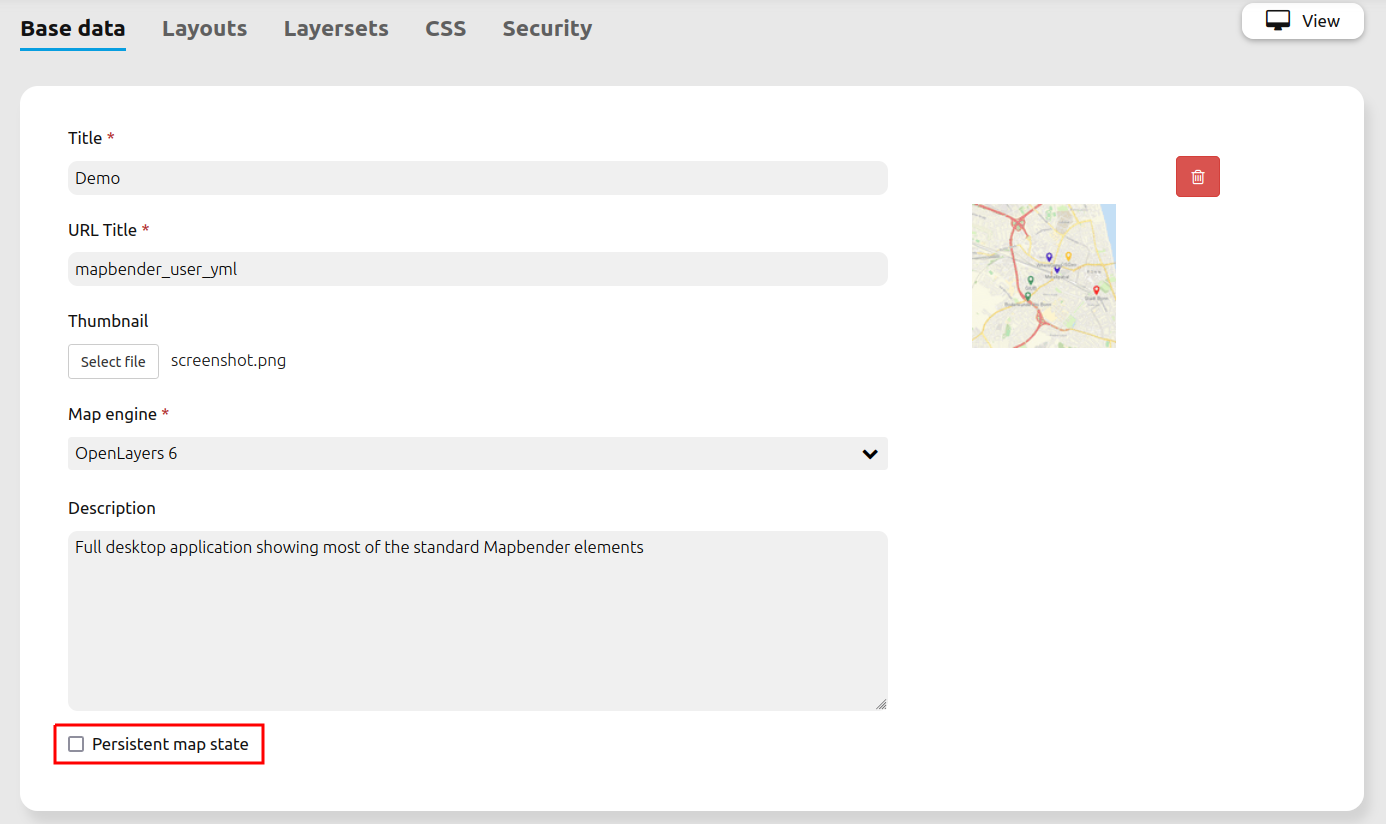 Base data Layouts Layersets CSS Security View
Title *
Demo
URL Title *
mapbender_user_yml
Thumbnail
Select file screenshot.png
Map engine *
OpenLayers 6
Description
Full desktop application showing most of the standard Mapbender elements
Persistent map state